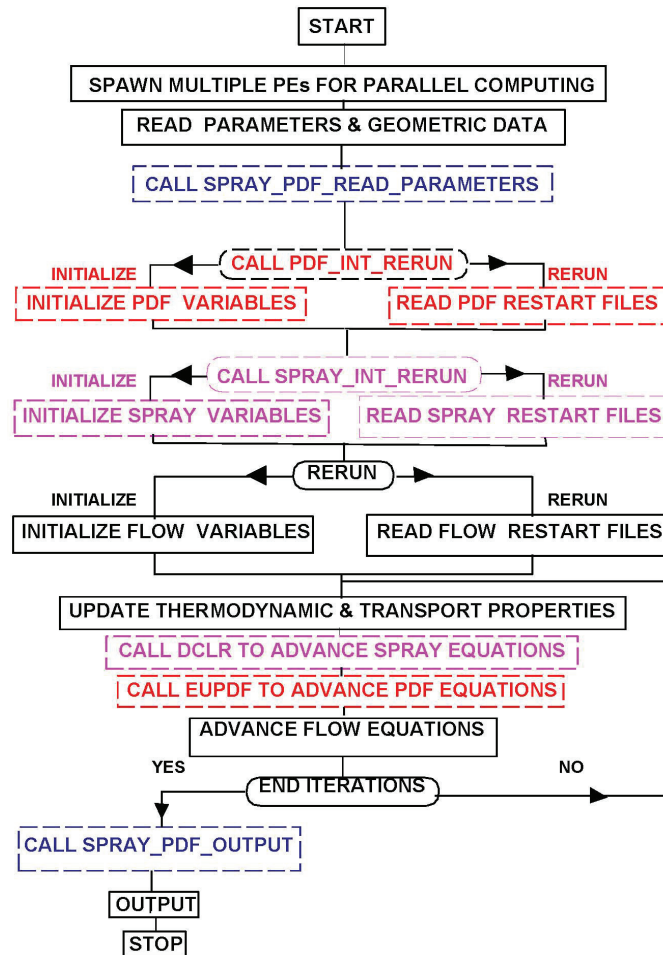 START
SPAWN MULTIPLE PEs FOR PARALLEL COMPUTING
READ PARAMETERS & GEOMETRIC DATA
CALL SPRAY_PDF_READ_PARAMETERS
CALL PDF_INT_RERUN
INITIALIZE
RERUN
INITIALIZE PDF VARIABLES
READ PDF RESTART FILES
CALL SPRAY_INT_RERUN
INITIALIZE
RERUN
INITIALIZE SPRAY VARIABLES
READ SPRAY RESTART FILES
RERUN
INITIALIZE
RERUN
INITIALIZE FLOW VARIABLES
READ FLOW RESTART FILES
UPDATE THERMODYNAMIC & TRANSPORT PROPERTIES
CALL DCLR TO ADVANCE SPRAY EQUATIONS
CALL EUPDF TO ADVANCE PDF EQUATIONS
ADVANCE FLOW EQUATIONS
YES
NO
END ITERATIONS
CALL SPRAY_PDF_OUTPUT
OUTPUT
STOP